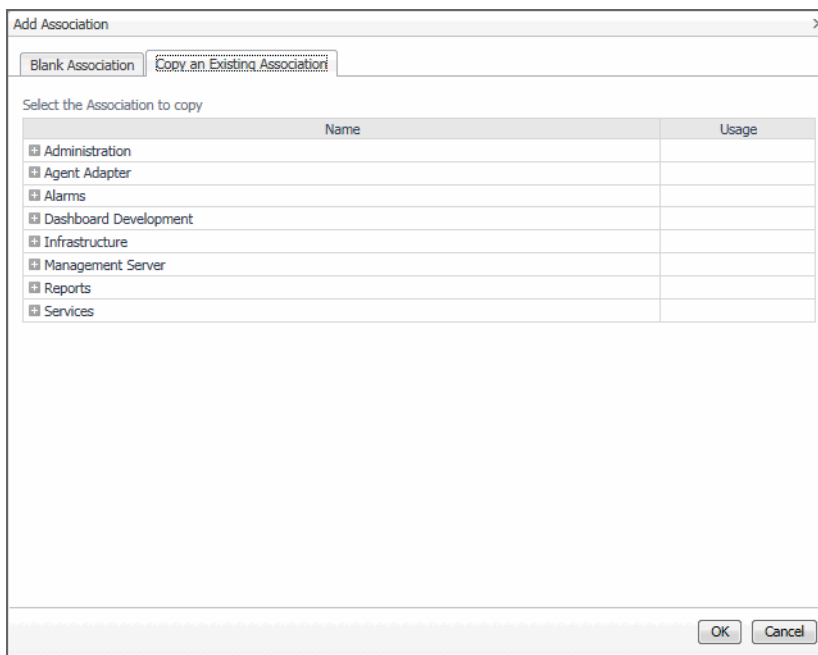 Add Association
Blank Association Copy an Existing Association
Select the Association to copy
Name Usage
Administration
Agent Adapter
Alarms
Dashboard Development
Infrastructure
Management Server
Reports
Services
OK Cancel